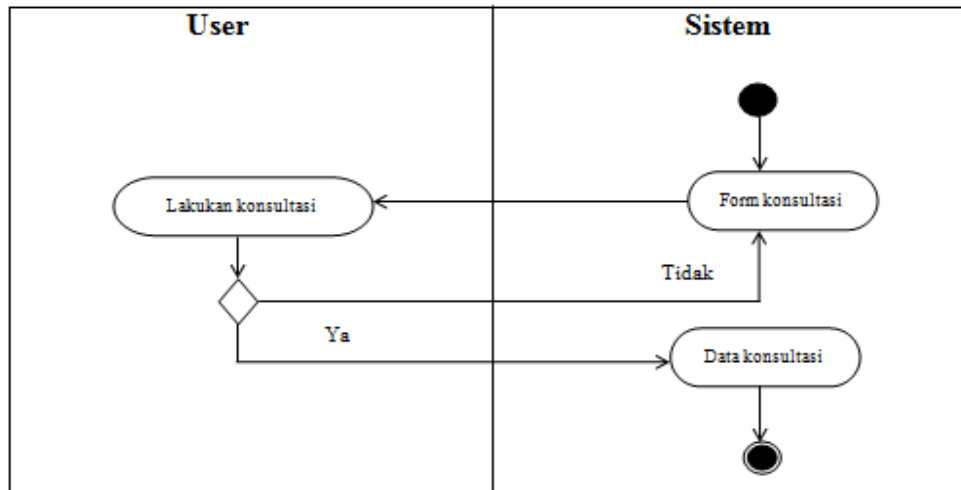 User
Sistem
Lakukan konsultasi
Form konsultasi
Tidak
Ya
Data konsultasi